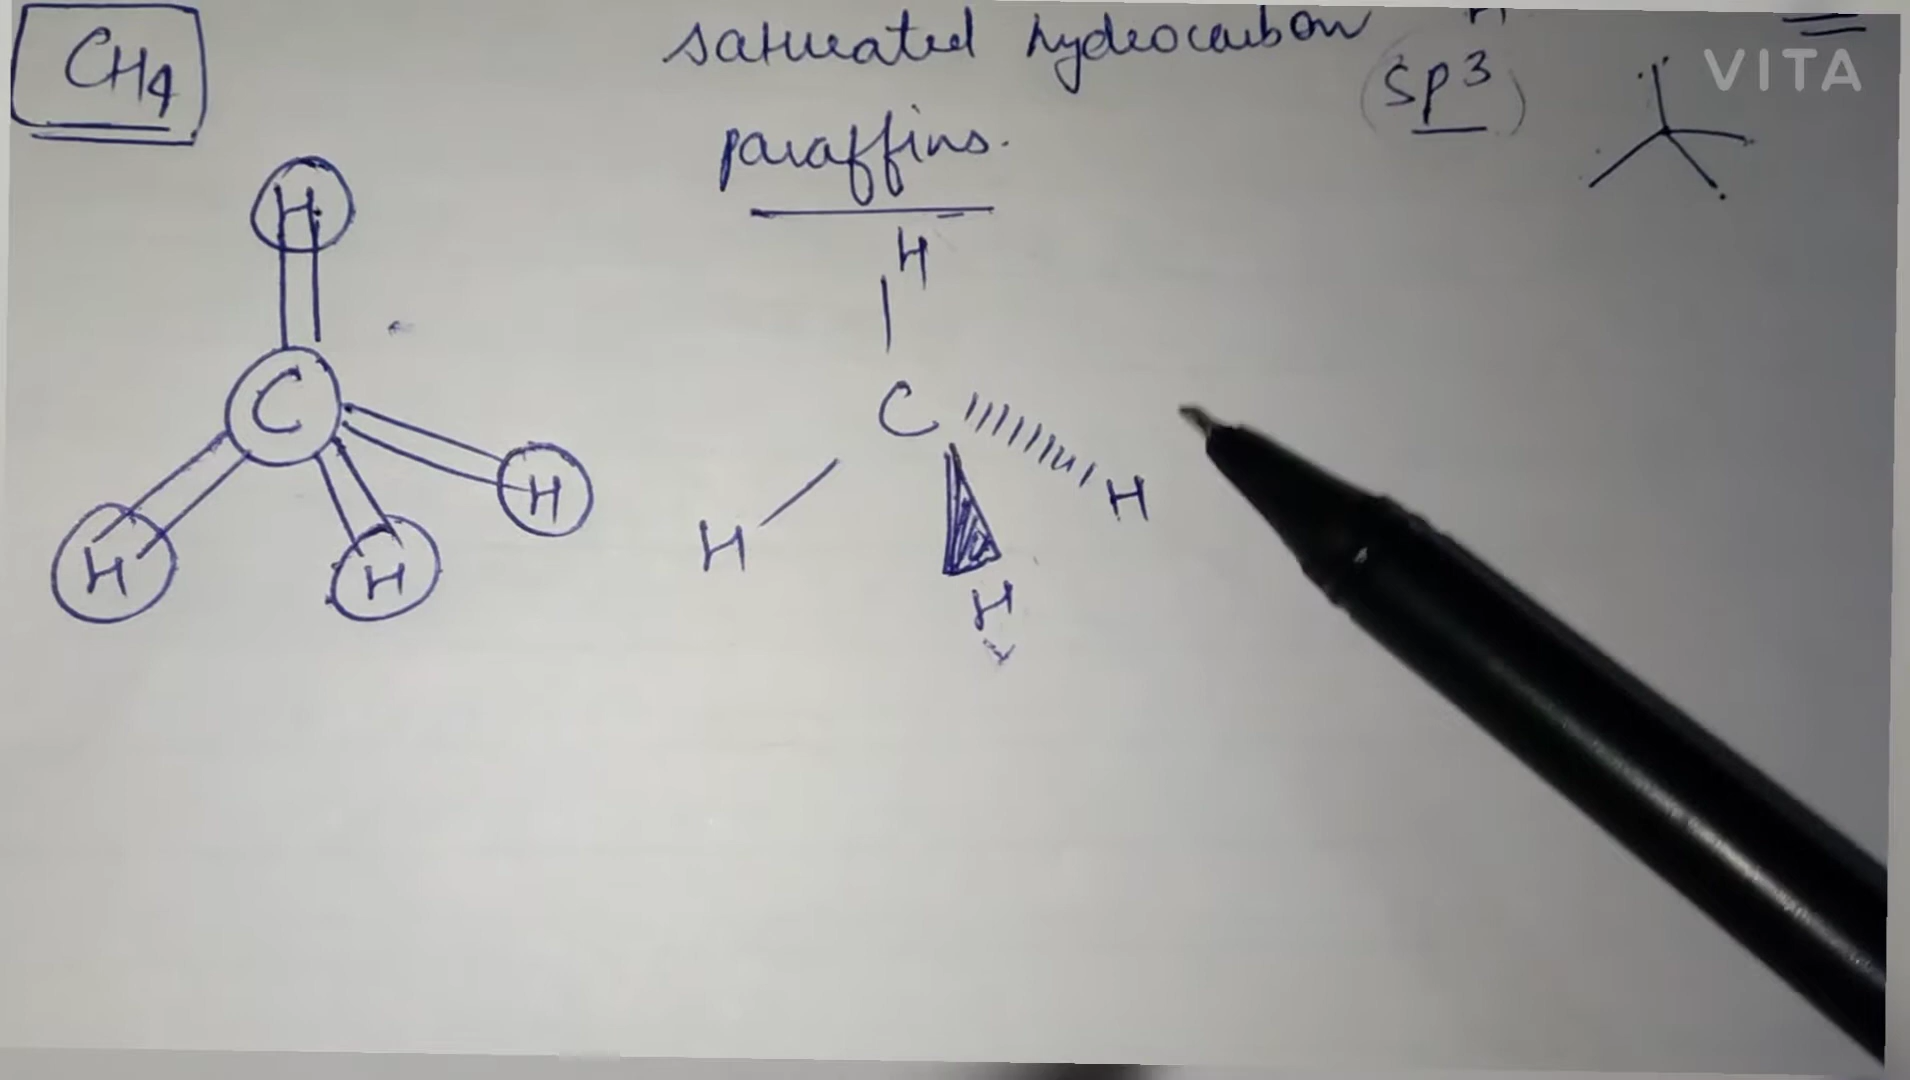 CH4
saturated hydrocarbon
H
sp3
VITA
paraffins.
H
C
H
H
H
H
C
H
H
H